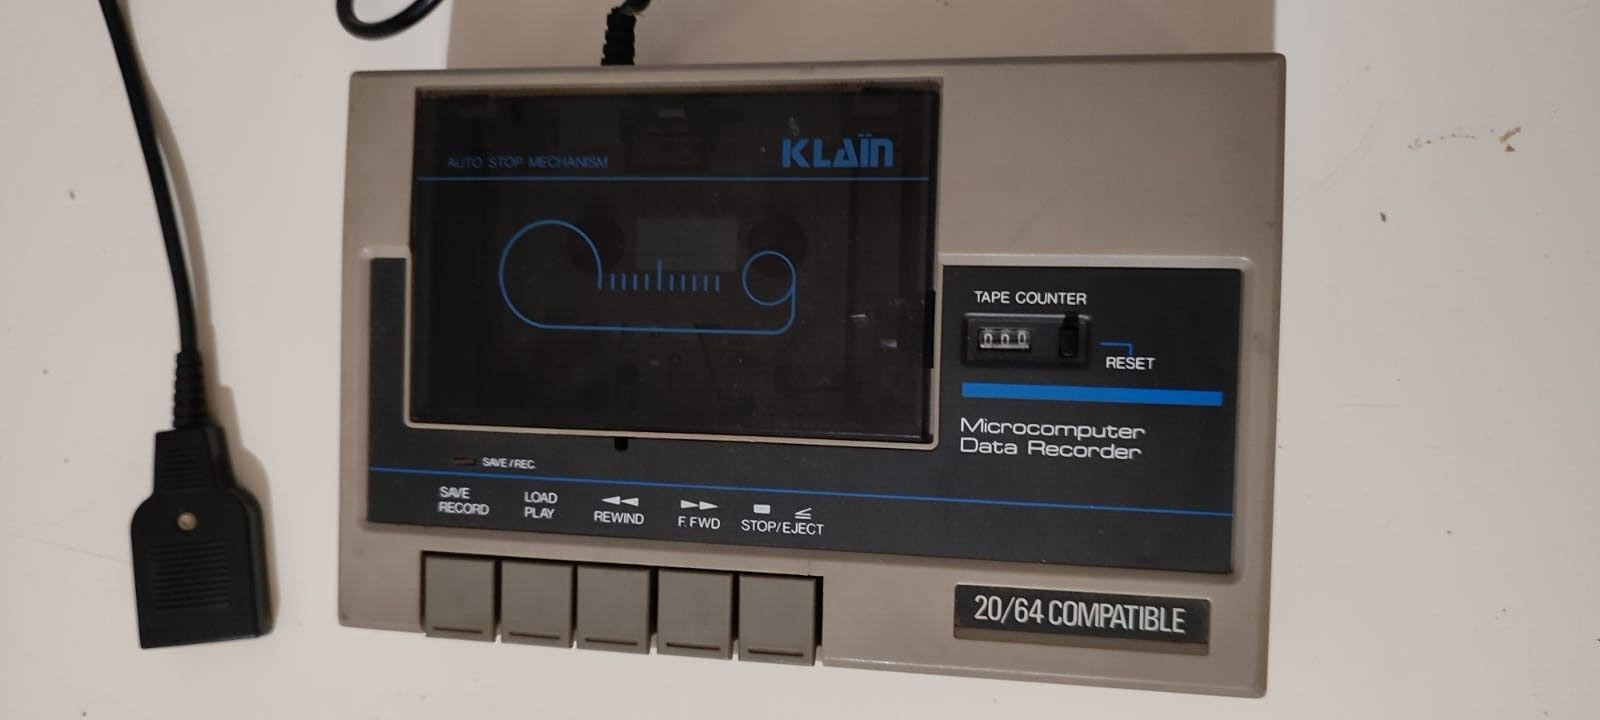 AUTO STOP MECHANISM
KLAÏN
TAPE COUNTER
000
RESET
Microcomputer
Data Recorder
SAVE/REC.
SAVE
RECORD
LOAD
PLAY
REWIND
F.FWD
STOP/EJECT
20/64 COMPATIBLE